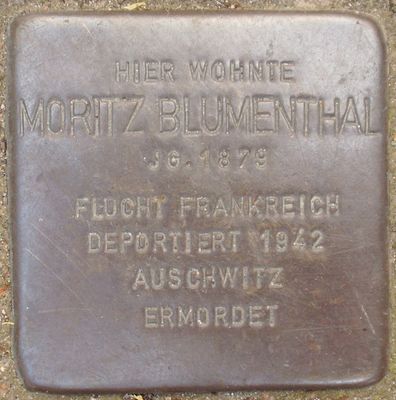 HIER WOHNTE
MORITZ BLUMENTHAL
JG. 1879
FLUCHT FRANKREICH
DEPORTIERT 1942
AUSCHWITZ
ERMORDET